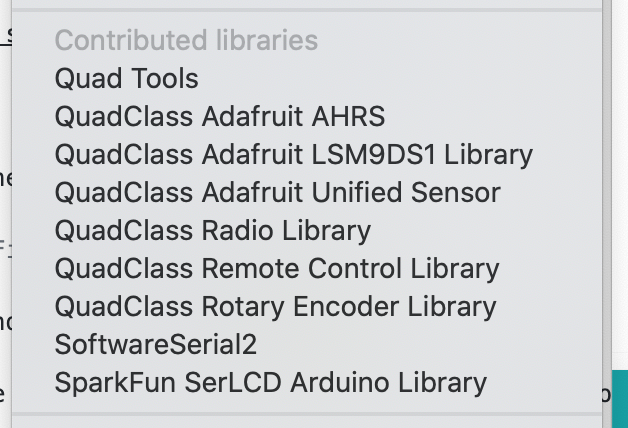 Contributed libraries
Quad Tools
QuadClass Adafruit AHRS
QuadClass Adafruit LSM9DS1 Library
QuadClass Adafruit Unified Sensor
QuadClass Radio Library
QuadClass Remote Control Library
QuadClass Rotary Encoder Library
SoftwareSerial2
SparkFun SerLCD Arduino Library